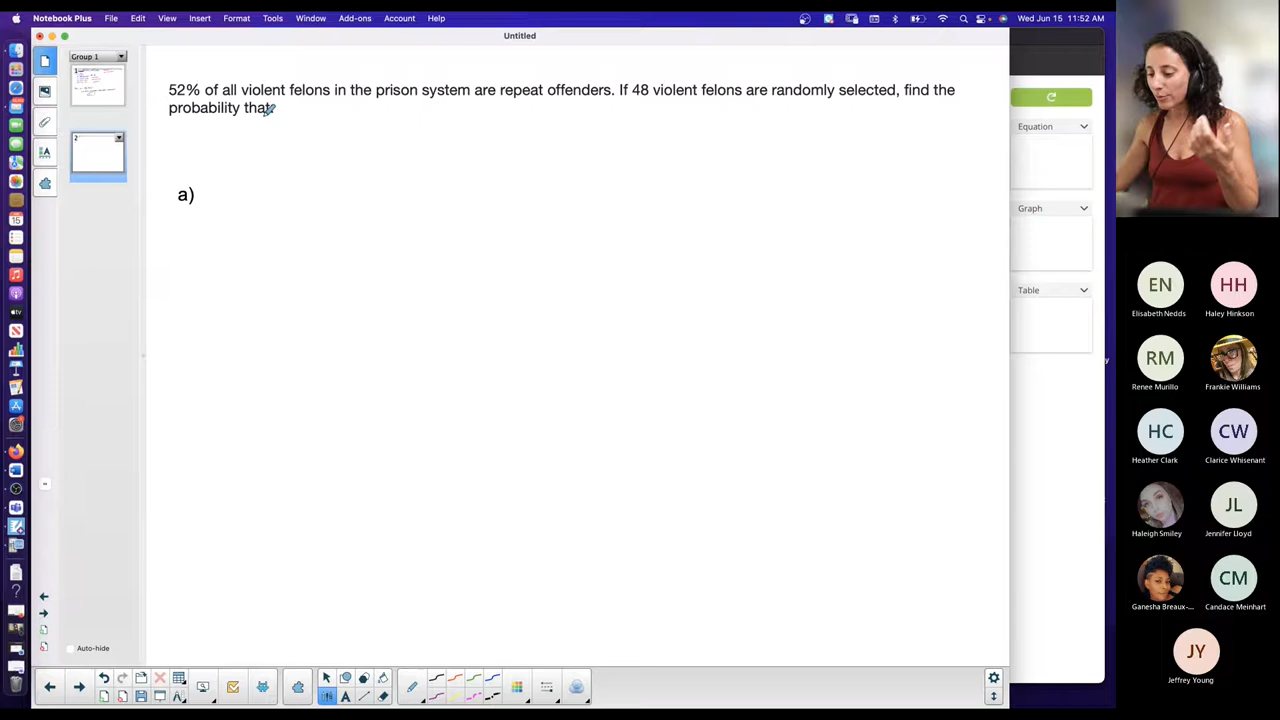 Notebook Plus File Edit View Insert Format Tools Window Add-ons Account Help Wed Jun 15 11:52 AM
Untitled
Group 1
52% of all violent felons in the prison system are repeat offenders. If 48 violent felons are randomly selected, find the
probability that
a)
2
Auto-hide
Equation
Graph
Table
EN
Elisabeth Nedds
HH
Haley Hinkson
RM
Renee Murillo
Frankie Williams
HC
Heather Clark
CW
Clarice Whisenant
Haleigh Smiley
JL
Jennifer Lloyd
Ganesha Breaux-...
CM
Candace Meinhart
JY
Jeffrey Young